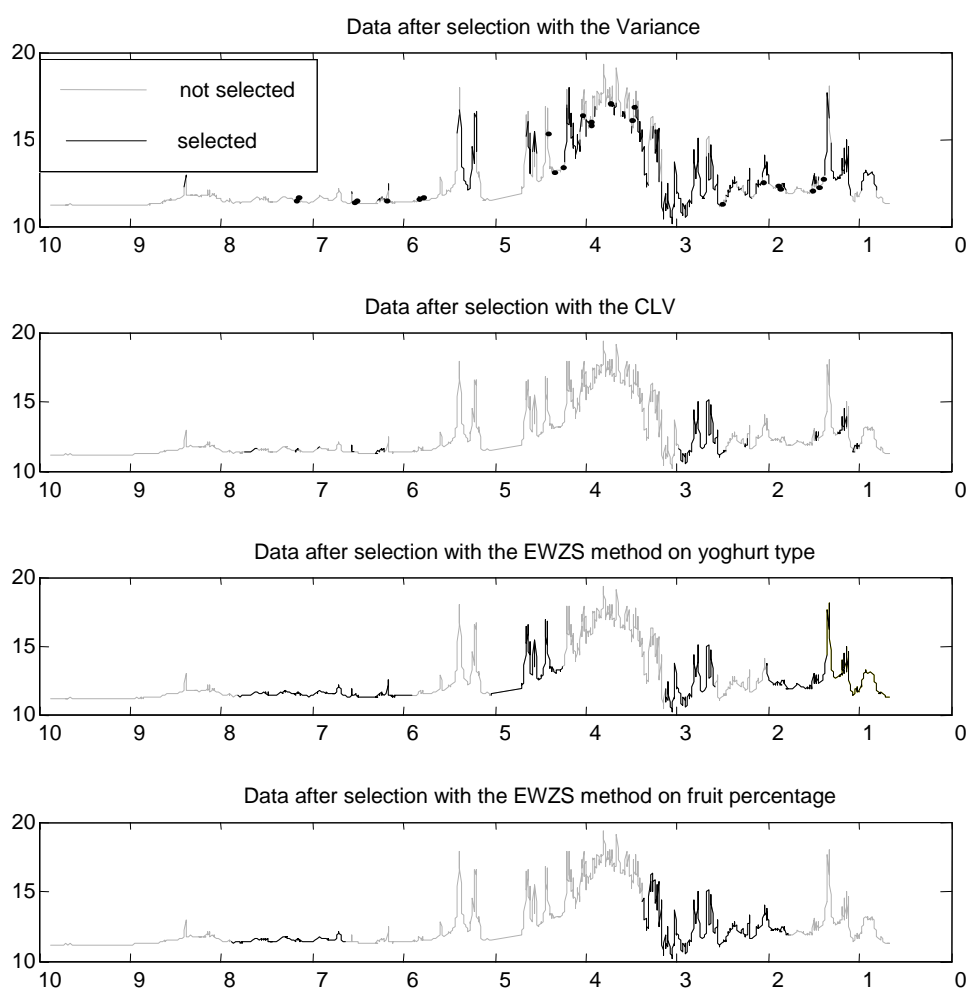 Data after selection with the Variance
20
not selected
15
selected
10
10 9 8 7 6 5 4 3 2 1 0
Data after selection with the CLV
20
15
10
10 9 8 7 6 5 4 3 2 1 0
Data after selection with the EWZS method on yoghurt type
20
15
10
10 9 8 7 6 5 4 3 2 1 0
Data after selection with the EWZS method on fruit percentage
20
15
10
10 9 8 7 6 5 4 3 2 1 0